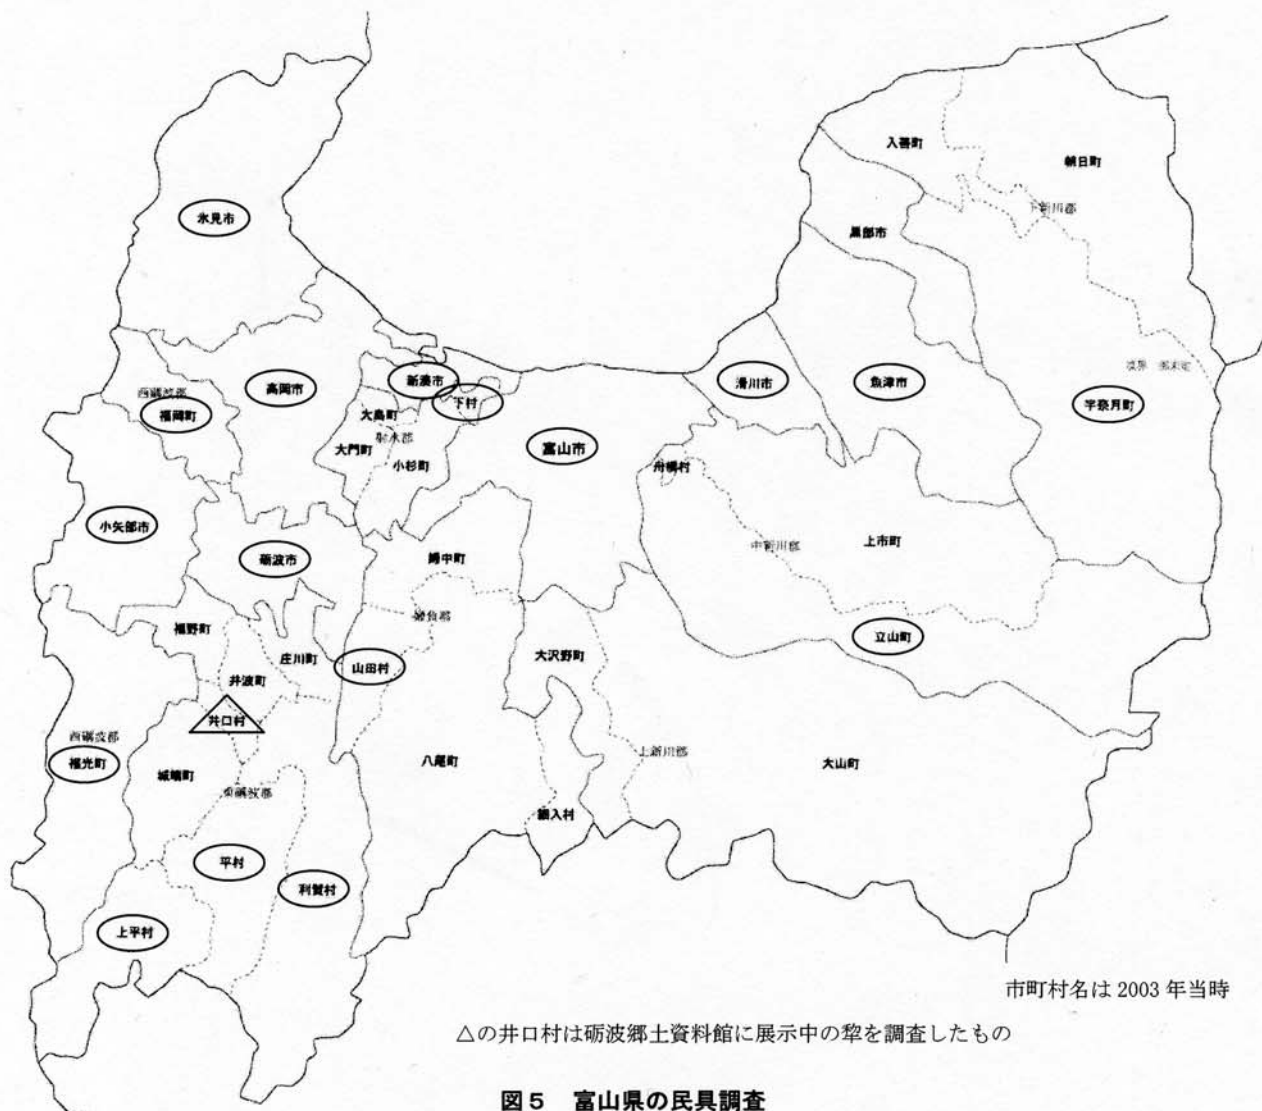 入善町
朝日町
氷見市
下新川郡
黒部市
境界一部未定
西礪波郡
高岡市
新湊市
滑川市
魚津市
宇奈月町
福岡町
大島町
下村
射水郡
大門町
小杉町
富山市
舟橋村
小矢部市
中新川郡
上市町
砺波市
婦中町
婦負郡
福野町
立山町
庄川町
山田村
大沢野町
井波町
井口村
西礪波郡
福光町
城端町
八尾町
上新川郡
大山町
東礪波郡
細入村
平村
利賀村
上平村
市町村名は 2003 年当時
△の井口村は砺波郷土資料館に展示中の犂を調査したもの
図5 富山県の民具調査